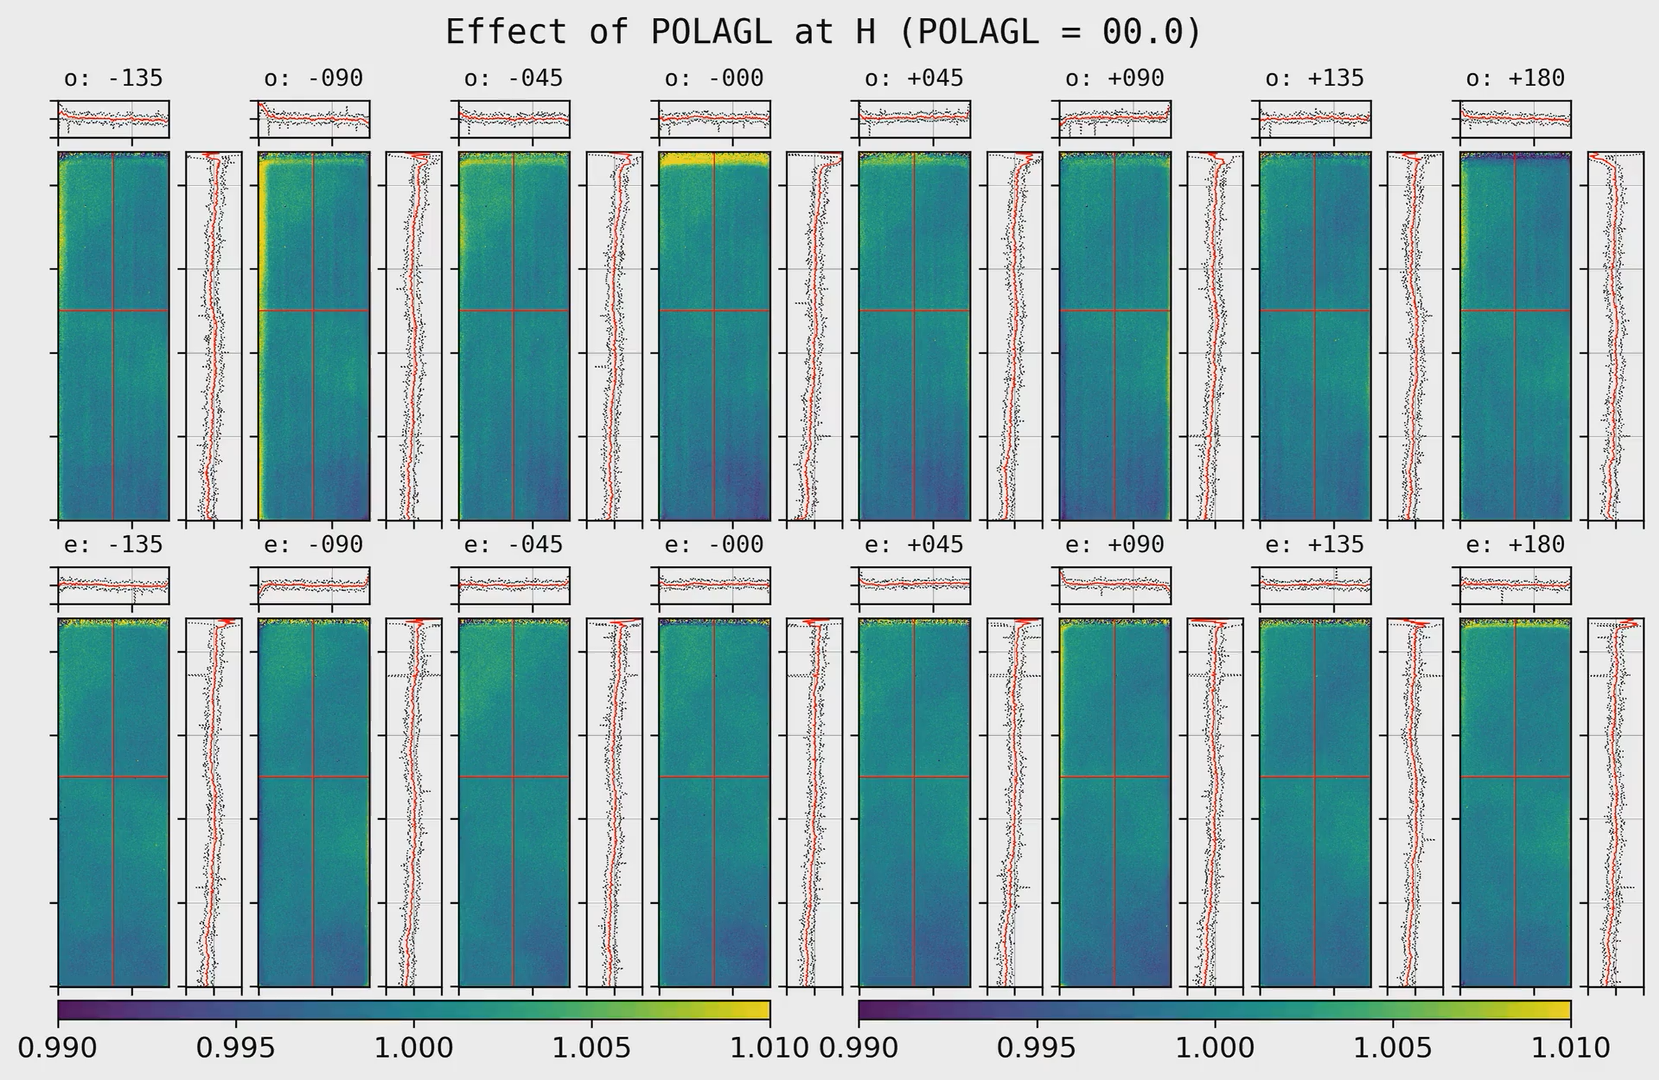 Effect of POLAGL at H (POLAGL = 00.0)
o: -135 o: -090 o: -045 o: -000 o: +045 o: +090 o: +135 o: +180
e: -135 e: -090 e: -045 e: -000 e: +045 e: +090 e: +135 e: +180
0.990 0.995 1.000 1.005 1.010 0.990 0.995 1.000 1.005 1.010